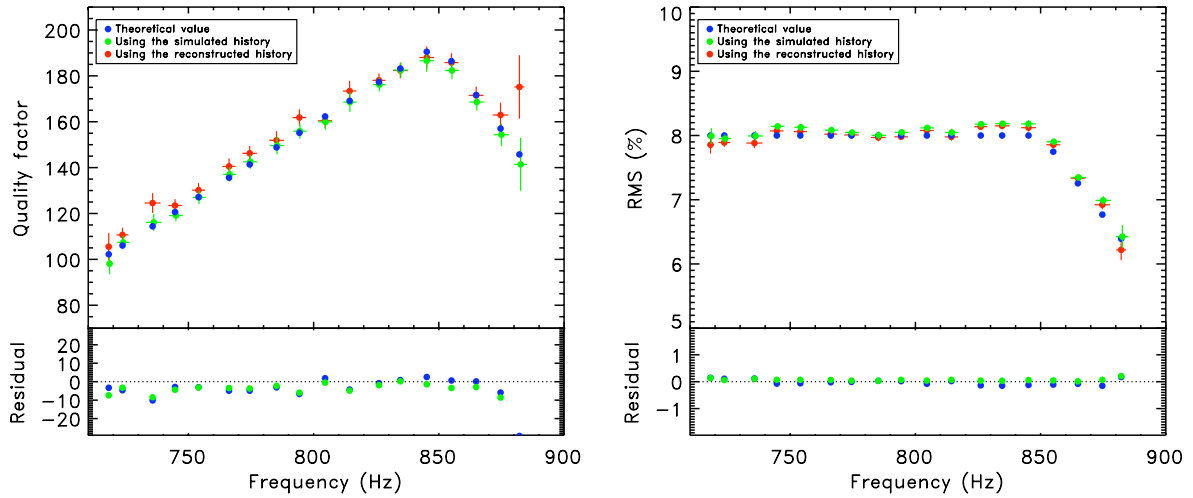 Theoretical value
Using the simulated history
Using the reconstructed history
200
180
160
140
120
100
80
Quality factor
20
10
0
−10
−20
Residual
750
800
850
900
Frequency (Hz)
Theoretical value
Using the simulated history
Using the reconstructed history
10
9
8
7
6
5
RMS (%)
1
0
−1
Residual
750
800
850
900
Frequency (Hz)